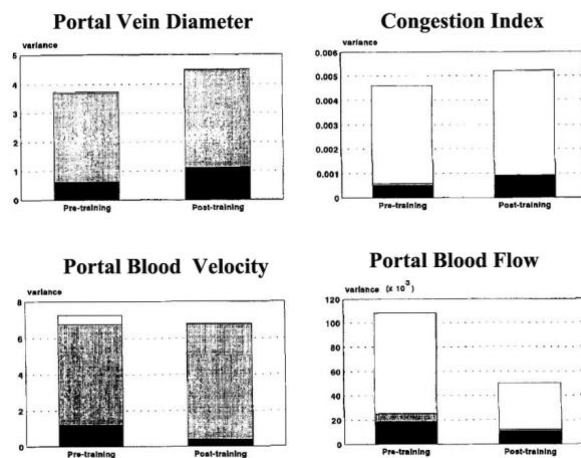 Portal Vein Diameter
variance
5
4
3
2
1
0
Pre-training Post-training
Congestion Index
0.006
0.005
0.004
0.003
0.002
0.001
0
Pre-training Post-training
Portal Blood Velocity
variance
8
6
4
2
0
Pre-training Post-training
Portal Blood Flow
variance (x 10³)
120
100
80
60
40
20
0
Pre-training Post-training